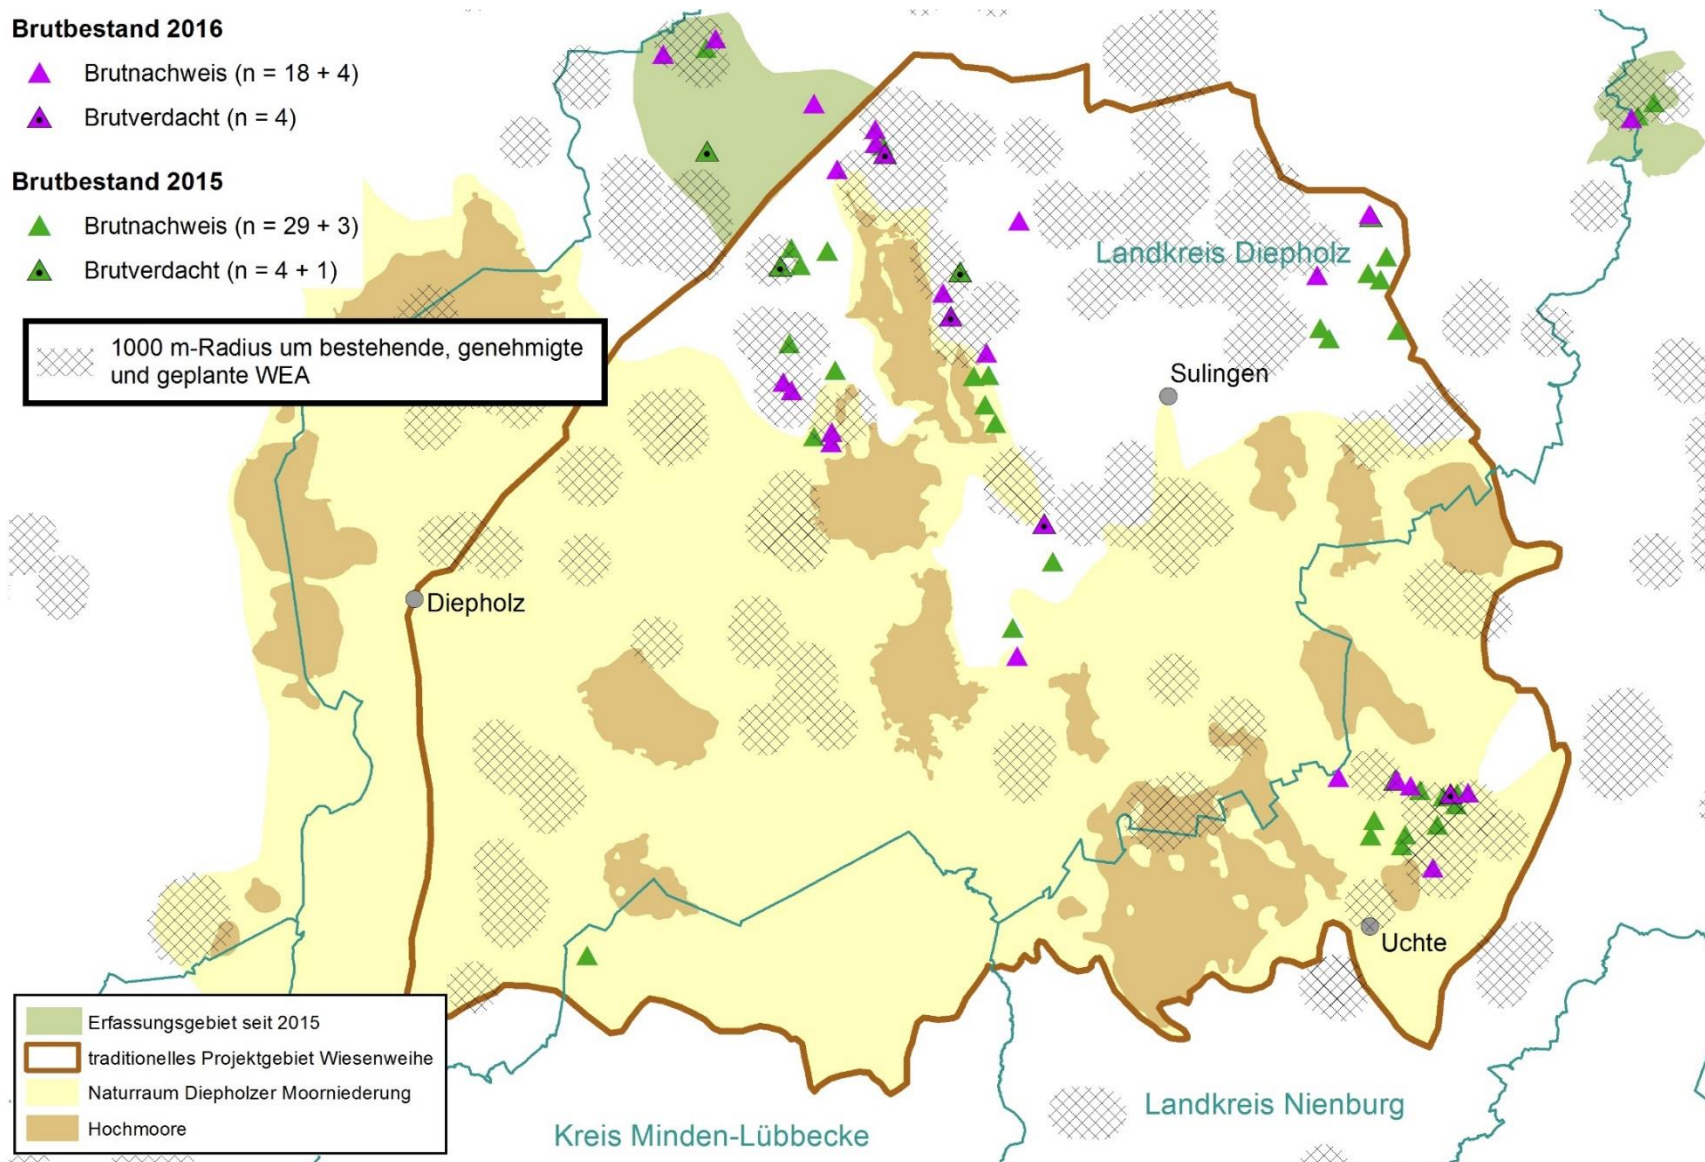 Brutbestand 2016
Brutnachweis (n = 18 + 4)
Brutverdacht (n = 4)
Brutbestand 2015
Brutnachweis (n = 29 + 3)
Brutverdacht (n = 4 + 1)
1000 m-Radius um bestehende, genehmigte
und geplante WEA
Landkreis Diepholz
Sulingen
Diepholz
Uchte
Erfassungsgebiet seit 2015
traditionelles Projektgebiet Wiesenweihe
Naturraum Diepholzer Moorniederung
Hochmoore
Landkreis Nienburg
Kreis Minden-Lübbecke